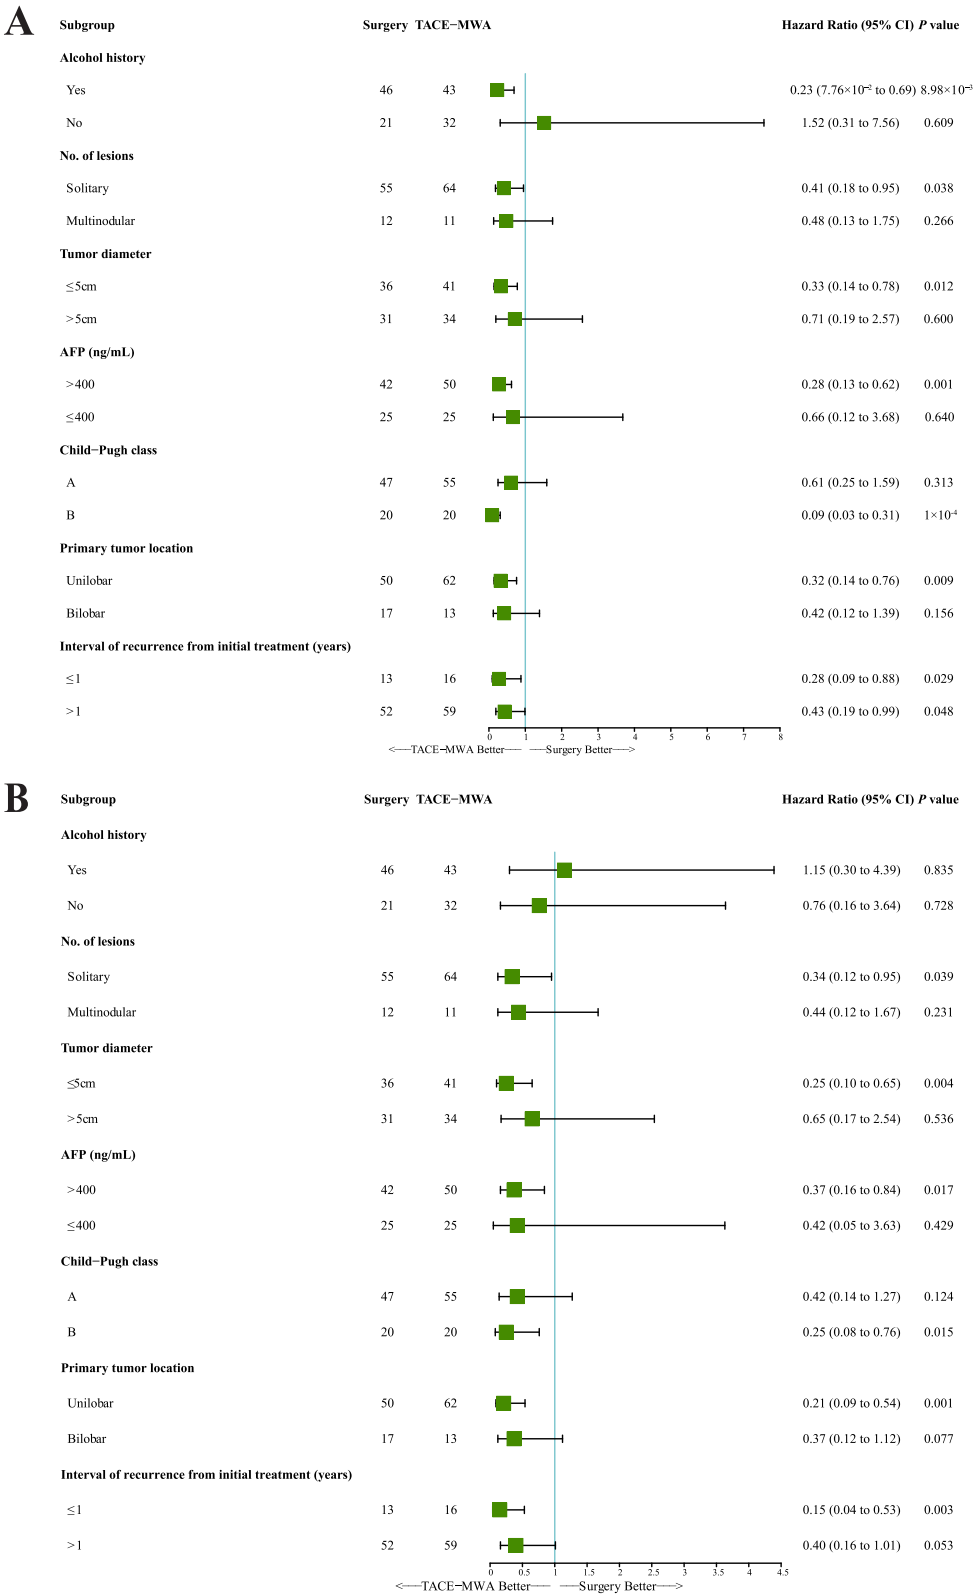 A
Subgroup Surgery TACE−MWA Hazard Ratio (95% CI) P value
Alcohol history
Yes 46 43 0.23 (7.76×10⁻² to 0.69) 8.98×10⁻³
No 21 32 1.52 (0.31 to 7.56) 0.609
No. of lesions
Solitary 55 64 0.41 (0.18 to 0.95) 0.038
Multinodular 12 11 0.48 (0.13 to 1.75) 0.266
Tumor diameter
≤5cm 36 41 0.33 (0.14 to 0.78) 0.012
>5cm 31 34 0.71 (0.19 to 2.57) 0.600
AFP (ng/mL)
>400 42 50 0.28 (0.13 to 0.62) 0.001
≤400 25 25 0.66 (0.12 to 3.68) 0.640
Child−Pugh class
A 47 55 0.61 (0.25 to 1.59) 0.313
B 20 20 0.09 (0.03 to 0.31) 1×10⁻⁴
Primary tumor location
Unilobar 50 62 0.32 (0.14 to 0.76) 0.009
Bilobar 17 13 0.42 (0.12 to 1.39) 0.156
Interval of recurrence from initial treatment (years)
≤1 13 16 0.28 (0.09 to 0.88) 0.029
>1 52 59 0.43 (0.19 to 0.99) 0.048
0 1 2 3 4 5 6 7 8
<----TACE−MWA Better---- ----Surgery Better---->
B
Subgroup Surgery TACE−MWA Hazard Ratio (95% CI) P value
Alcohol history
Yes 46 43 1.15 (0.30 to 4.39) 0.835
No 21 32 0.76 (0.16 to 3.64) 0.728
No. of lesions
Solitary 55 64 0.34 (0.12 to 0.95) 0.039
Multinodular 12 11 0.44 (0.12 to 1.67) 0.231
Tumor diameter
≤5cm 36 41 0.25 (0.10 to 0.65) 0.004
>5cm 31 34 0.65 (0.17 to 2.54) 0.536
AFP (ng/mL)
>400 42 50 0.37 (0.16 to 0.84) 0.017
≤400 25 25 0.42 (0.05 to 3.63) 0.429
Child−Pugh class
A 47 55 0.42 (0.14 to 1.27) 0.124
B 20 20 0.25 (0.08 to 0.76) 0.015
Primary tumor location
Unilobar 50 62 0.21 (0.09 to 0.54) 0.001
Bilobar 17 13 0.37 (0.12 to 1.12) 0.077
Interval of recurrence from initial treatment (years)
≤1 13 16 0.15 (0.04 to 0.53) 0.003
>1 52 59 0.40 (0.16 to 1.01) 0.053
0 0.5 1 1.5 2 2.5 3 3.5 4 4.5
<----TACE−MWA Better---- ----Surgery Better---->